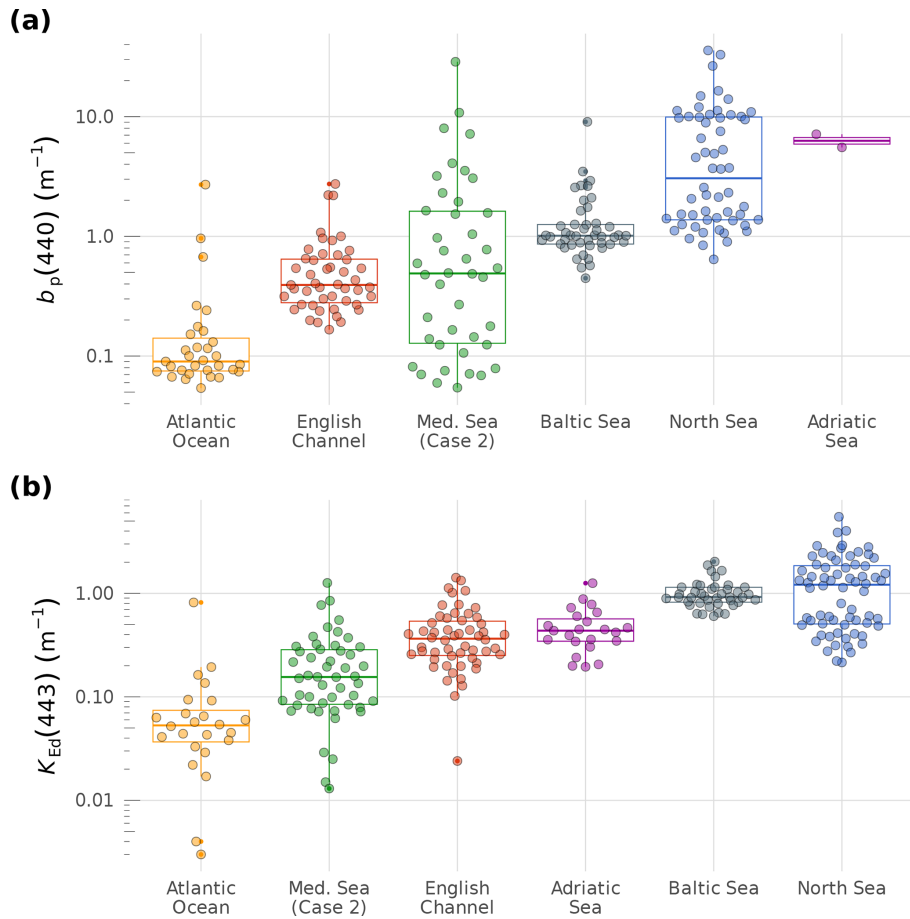 (a)
bp(440) (m−1)
10.0
1.0
0.1
Atlantic
Ocean
English
Channel
Med. Sea
(Case 2)
Baltic Sea
North Sea
Adriatic
Sea
(b)
KEd(443) (m−1)
1.00
0.10
0.01
Atlantic
Ocean
Med. Sea
(Case 2)
English
Channel
Adriatic
Sea
Baltic Sea
North Sea